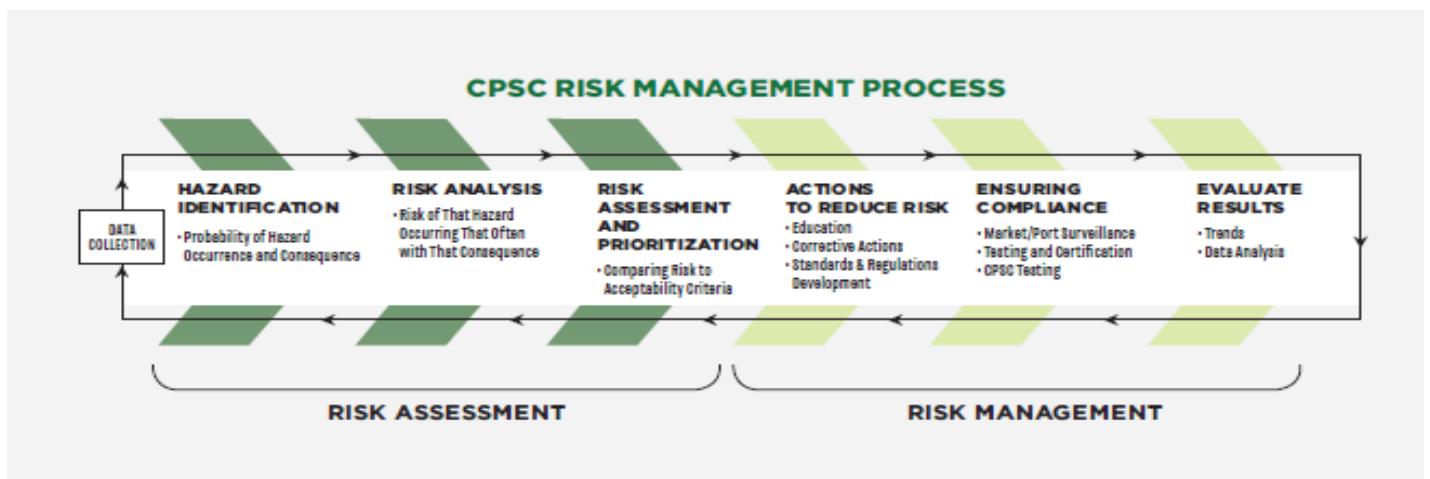 CPSC RISK MANAGEMENT PROCESS
DATA
COLLECTION
HAZARD
IDENTIFICATION
• Probability of Hazard
Occurrence and Consequence
RISK ANALYSIS
• Risk of That Hazard
Occurring That Often
with That Consequence
RISK
ASSESSMENT
AND
PRIORITIZATION
• Comparing Risk to
Acceptability Criteria
ACTIONS
TO REDUCE RISK
• Education
• Corrective Actions
• Standards & Regulations
Development
ENSURING
COMPLIANCE
• Market/Port Surveillance
• Testing and Certification
• CPSC Testing
EVALUATE
RESULTS
• Trends
• Data Analysis
RISK ASSESSMENT
RISK MANAGEMENT